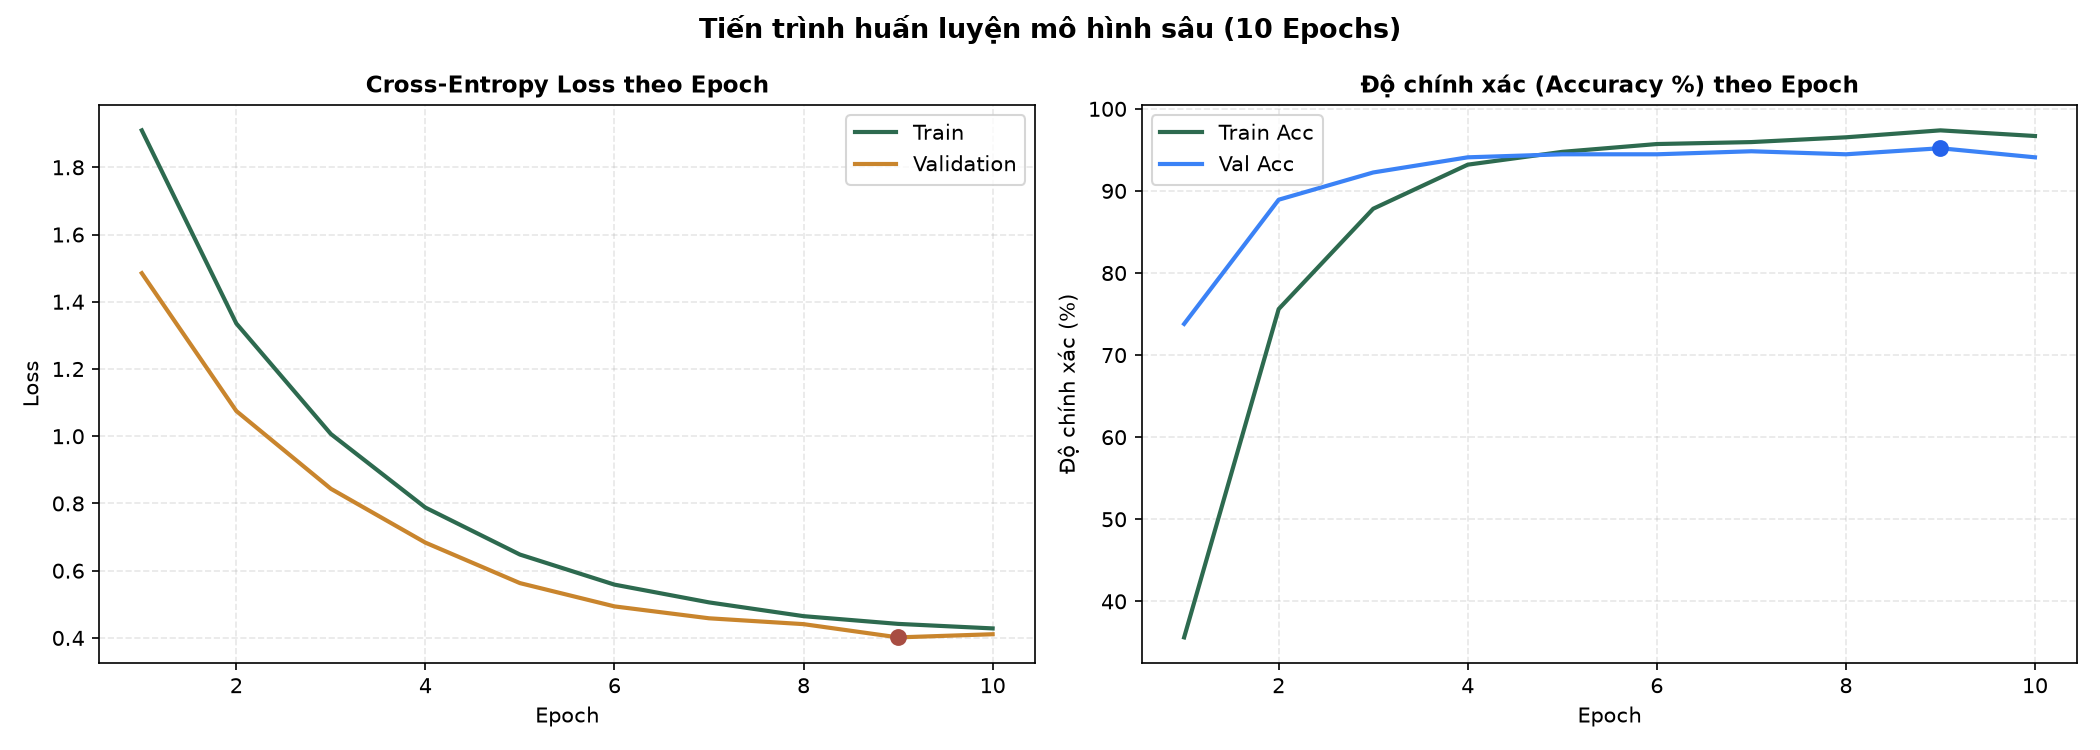 Tiến trình huấn luyện mô hình sâu (10 Epochs)
Cross-Entropy Loss theo Epoch
Train
Validation
Loss
1.8
1.6
1.4
1.2
1.0
0.8
0.6
0.4
2 4 6 8 10
Epoch
Độ chính xác (Accuracy %) theo Epoch
Train Acc
Val Acc
Độ chính xác (%)
100
90
80
70
60
50
40
2 4 6 8 10
Epoch